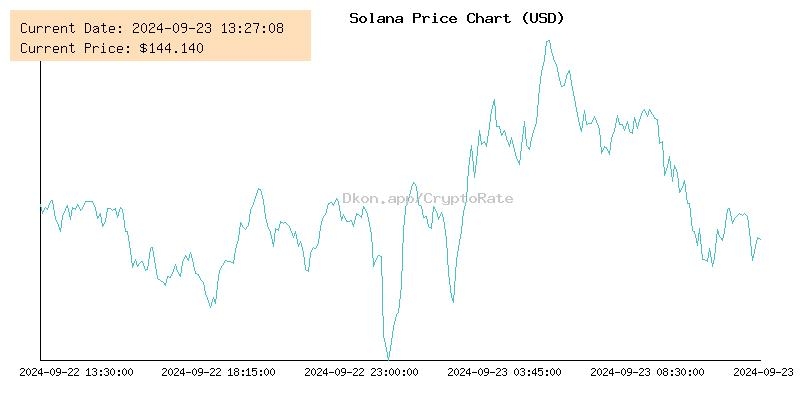 Solana Price Chart (USD)
Current Date: 2024-09-23 13:27:08
Current Price: $144.140
Dkon.app/CryptoRate
2024-09-22 13:30:00
2024-09-22 18:15:00
2024-09-22 23:00:00
2024-09-23 03:45:00
2024-09-23 08:30:00
2024-09-23